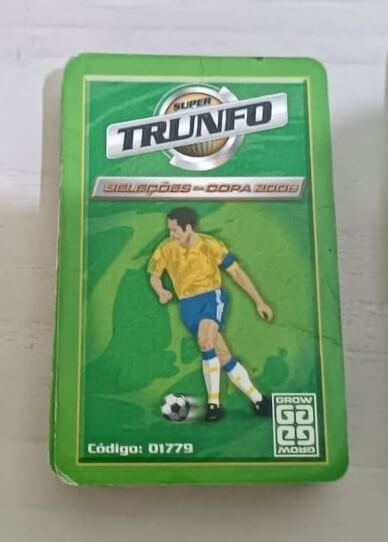 SUPER
TRUNFO
SELEÇÕES DA COPA 2006
GROW
GROW
Código: 01779